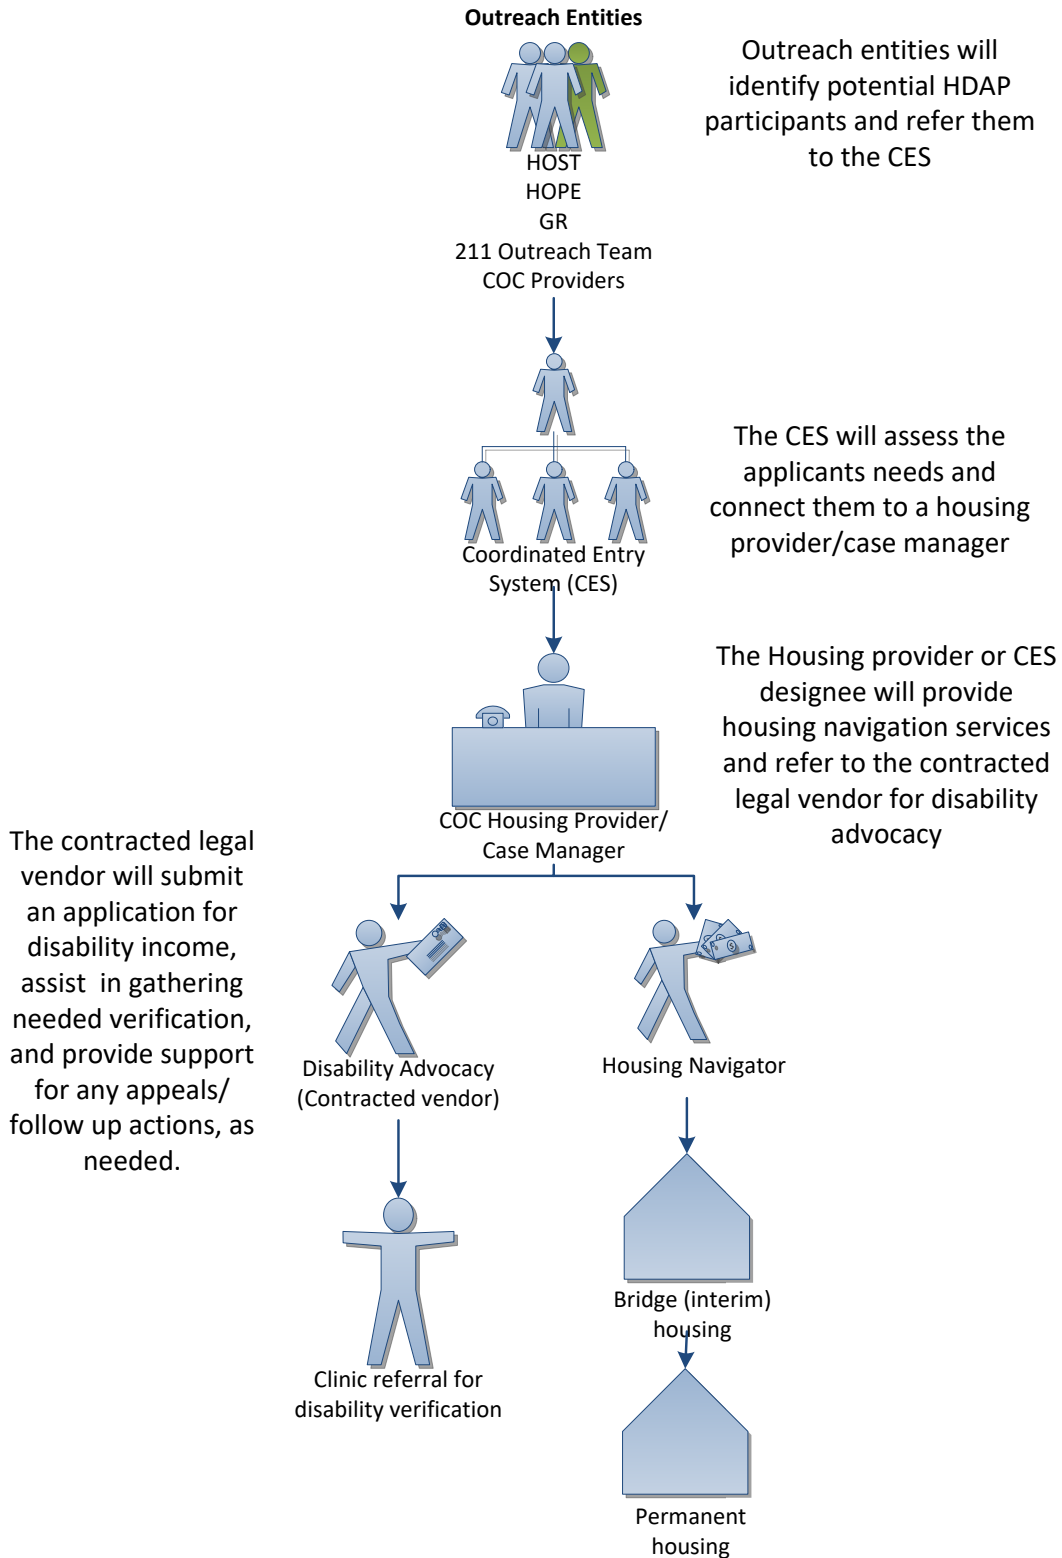 Outreach Entities
Outreach entities will
identify potential HDAP
participants and refer them
to the CES
HOST
HOPE
GR
211 Outreach Team
COC Providers
The CES will assess the
applicants needs and
connect them to a housing
provider/case manager
Coordinated Entry
System (CES)
The Housing provider or CES
designee will provide
housing navigation services
and refer to the contracted
legal vendor for disability
advocacy
COC Housing Provider/
Case Manager
The contracted legal
vendor will submit
an application for
disability income,
assist  in gathering
needed verification,
and provide support
for any appeals/
follow up actions, as
needed.
Disability Advocacy
(Contracted vendor)
Housing Navigator
Clinic referral for
disability verification
Bridge (interim)
housing
Permanent
housing